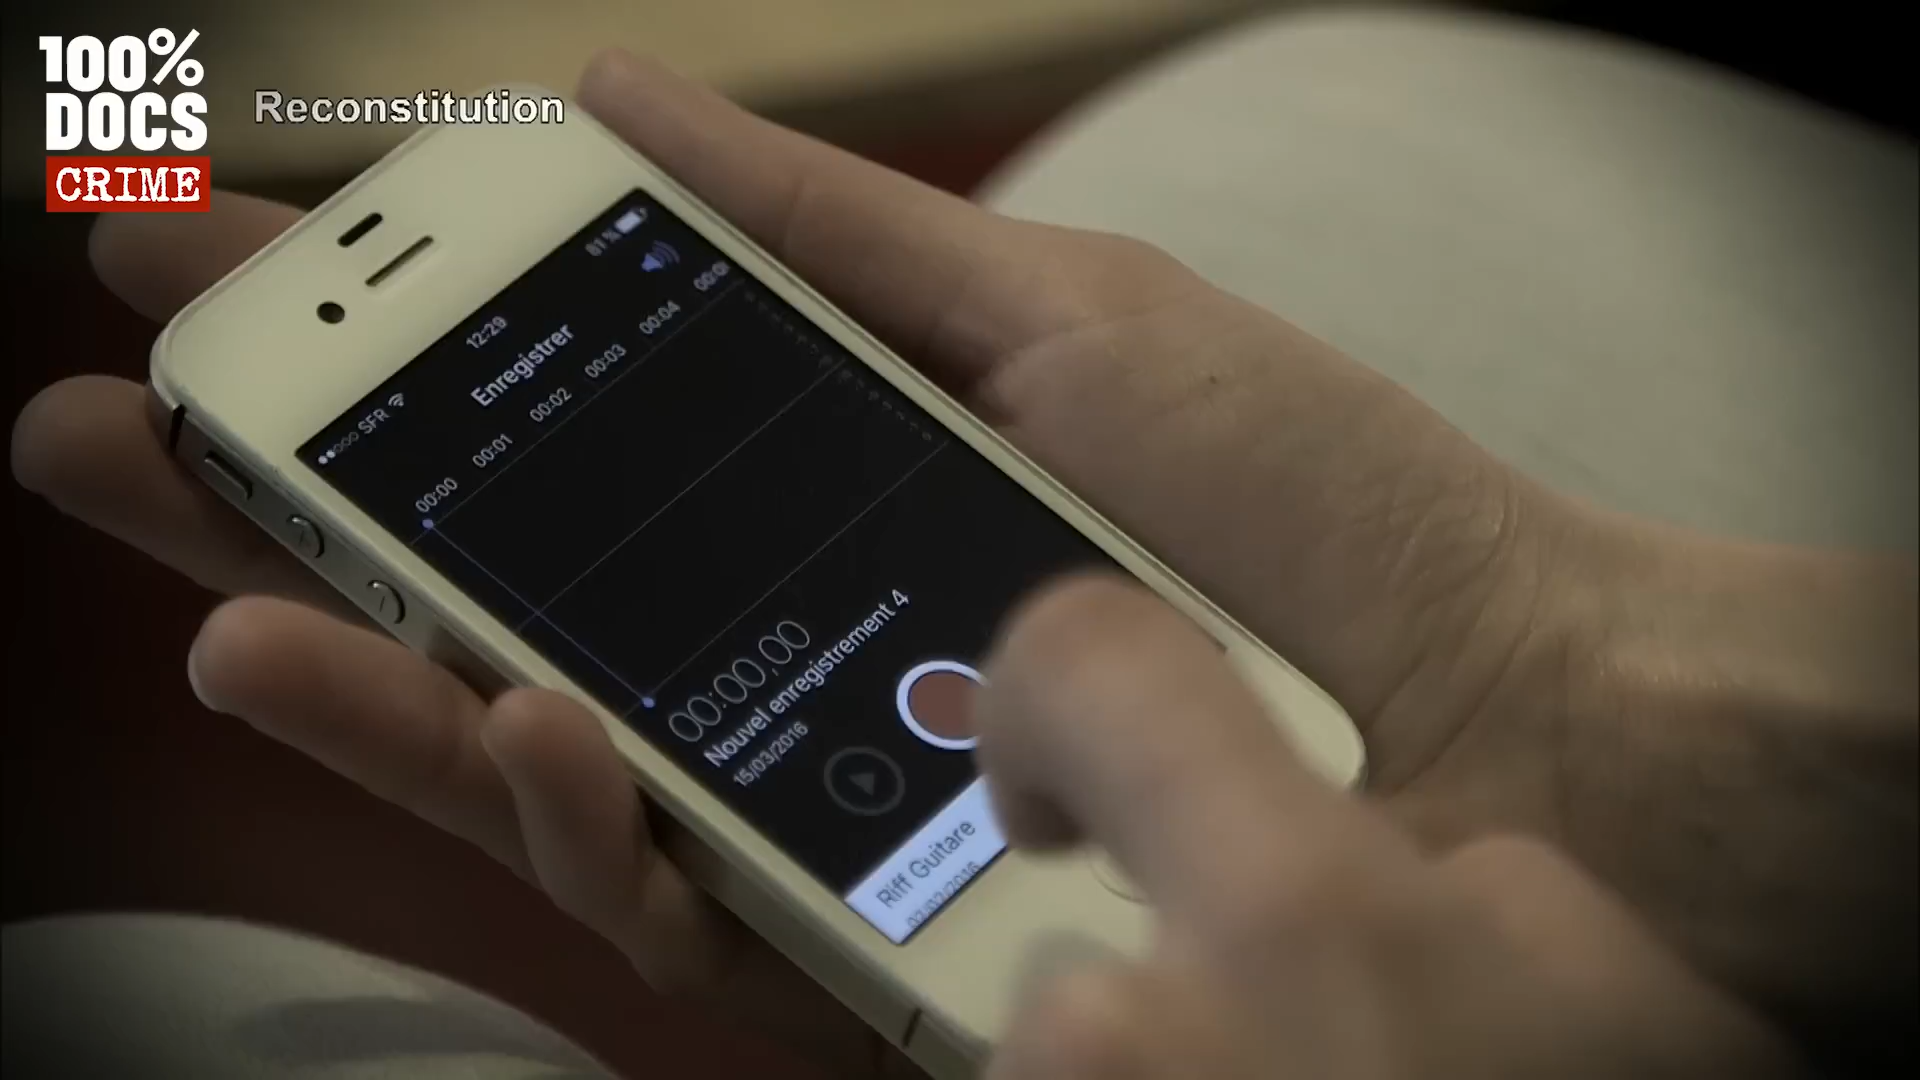 100%
DOCS
CRIME
Reconstitution
SFR
12:29
81 %
Enregistrer
00:00
00:01
00:02
00:03
00:04
00:00,00
Nouvel enregistrement 4
15/03/2016
Riff Guitare